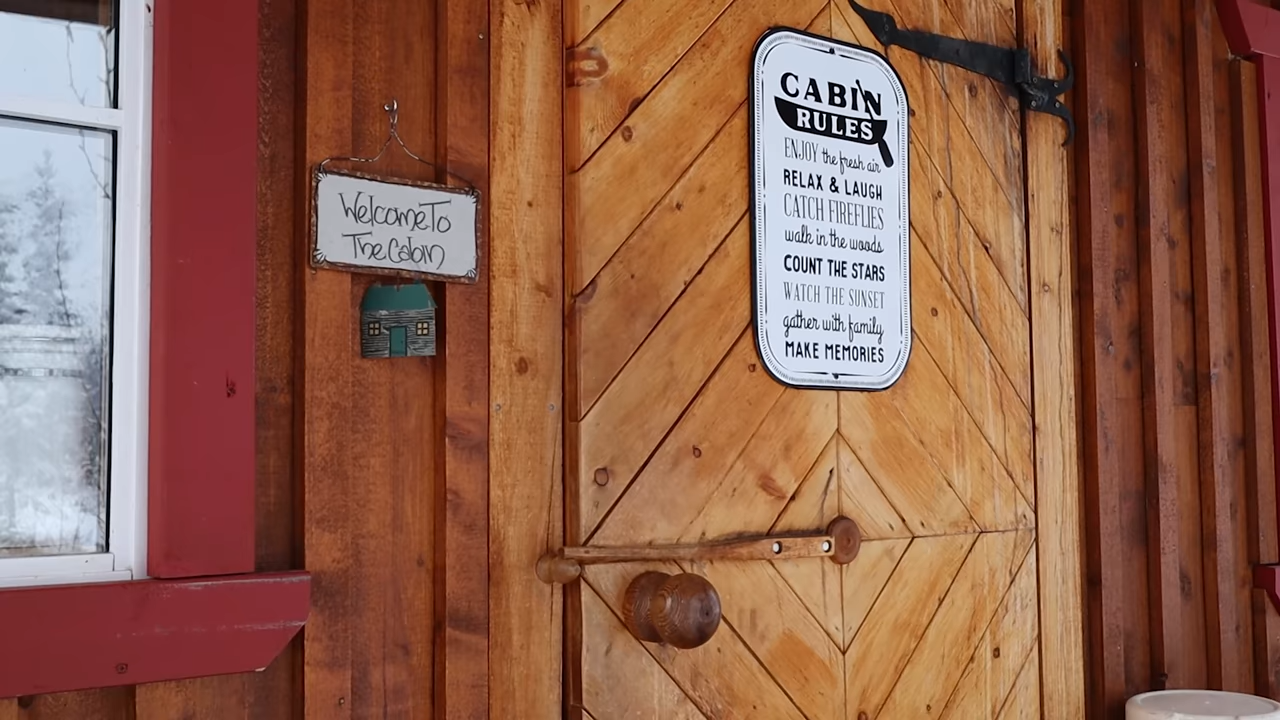 Welcome To
The Cabin
CABIN
RULES
ENJOY the fresh air
RELAX & LAUGH
CATCH FIREFLIES
walk in the woods
COUNT THE STARS
WATCH THE SUNSET
gather with family
MAKE MEMORIES